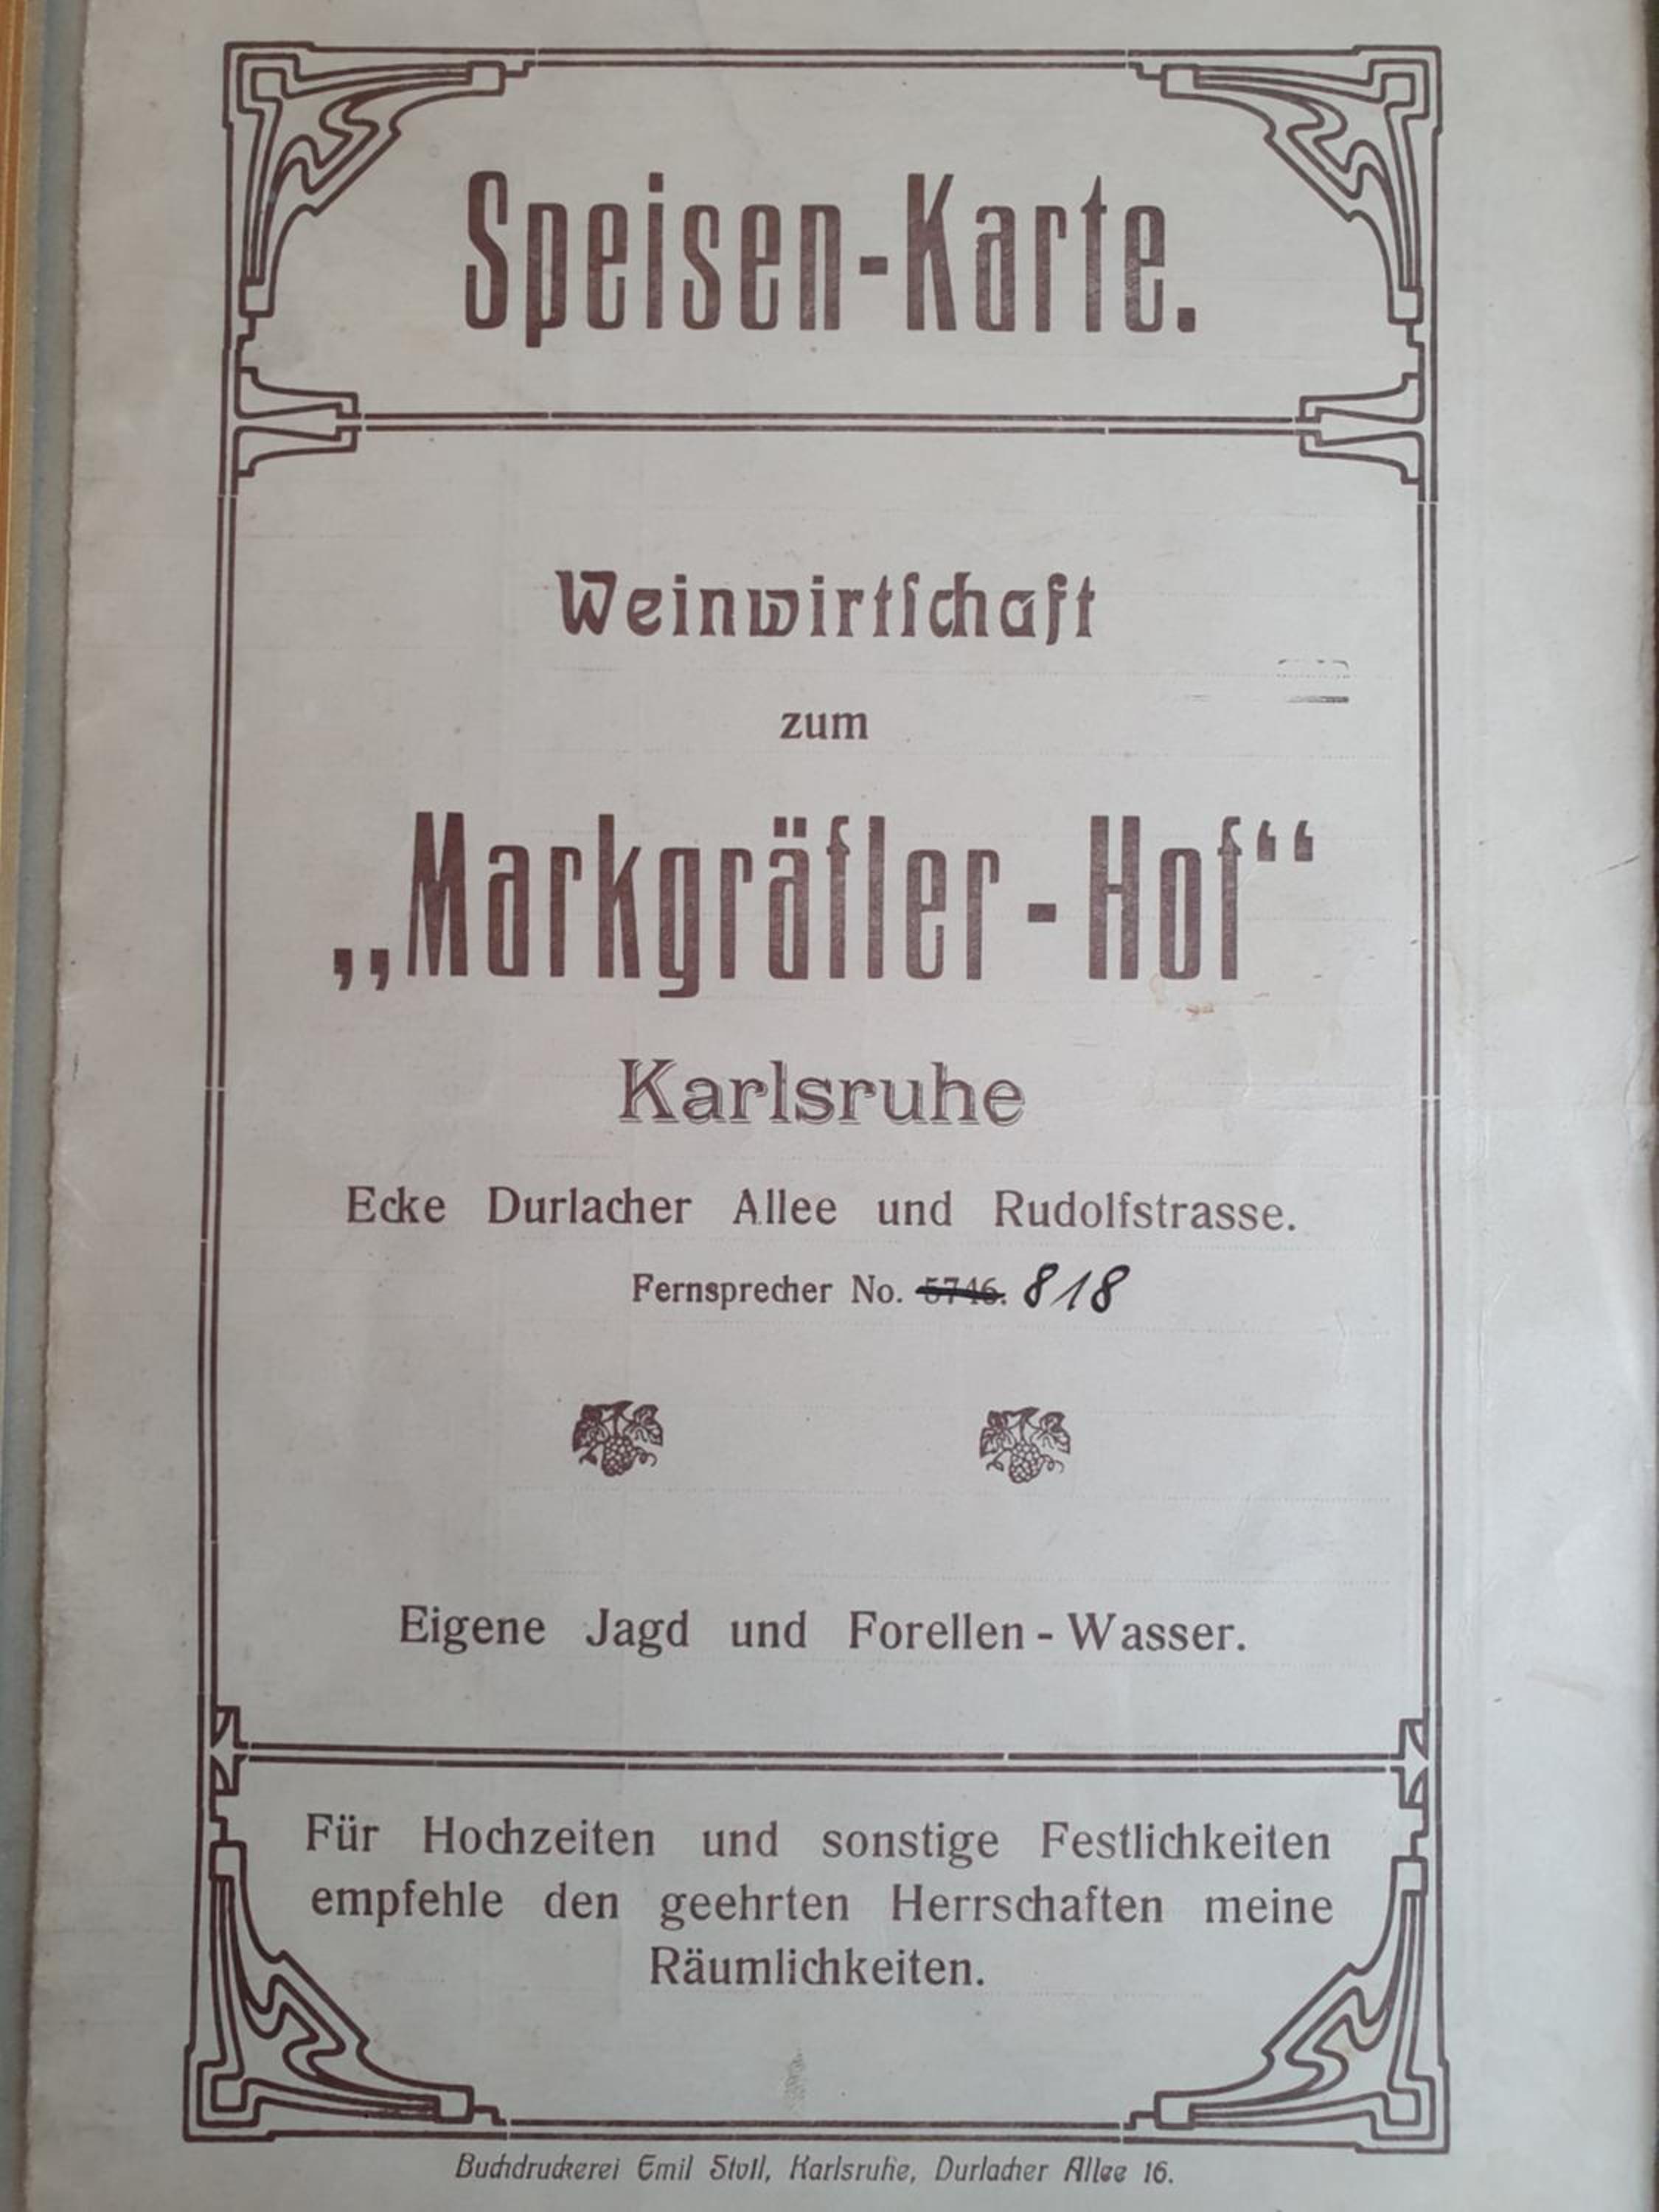 Speisen-Karte.
Weinwirtſchaft
zum
„Markgräfler-Hof“
Karlsruhe
Ecke Durlacher Allee und Rudolfstrasse.
Fernsprecher No. 5746. 818
Eigene Jagd und Forellen-Wasser.
Für Hochzeiten und sonstige Festlichkeiten
empfehle den geehrten Herrschaften meine
Räumlichkeiten.
Buchdruckerei Emil Stoll, Karlsruhe, Durlacher Allee 16.